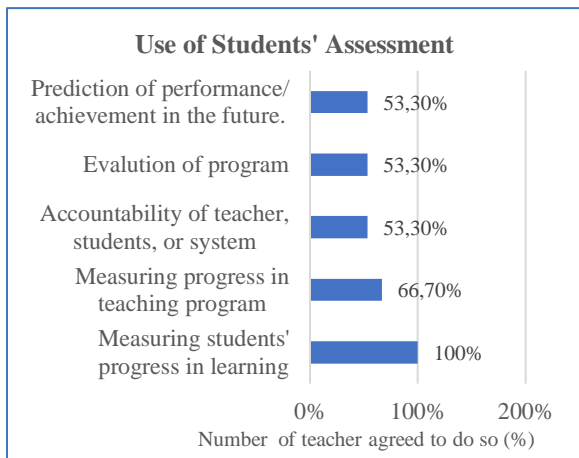 Use of Students' Assessment
Prediction of performance/
achievement in the future.
53,30%
Evalution of program
53,30%
Accountability of teacher,
students, or system
53,30%
Measuring progress in
teaching program
66,70%
Measuring students'
progress in learning
100%
0% 100% 200%
Number of teacher agreed to do so (%)